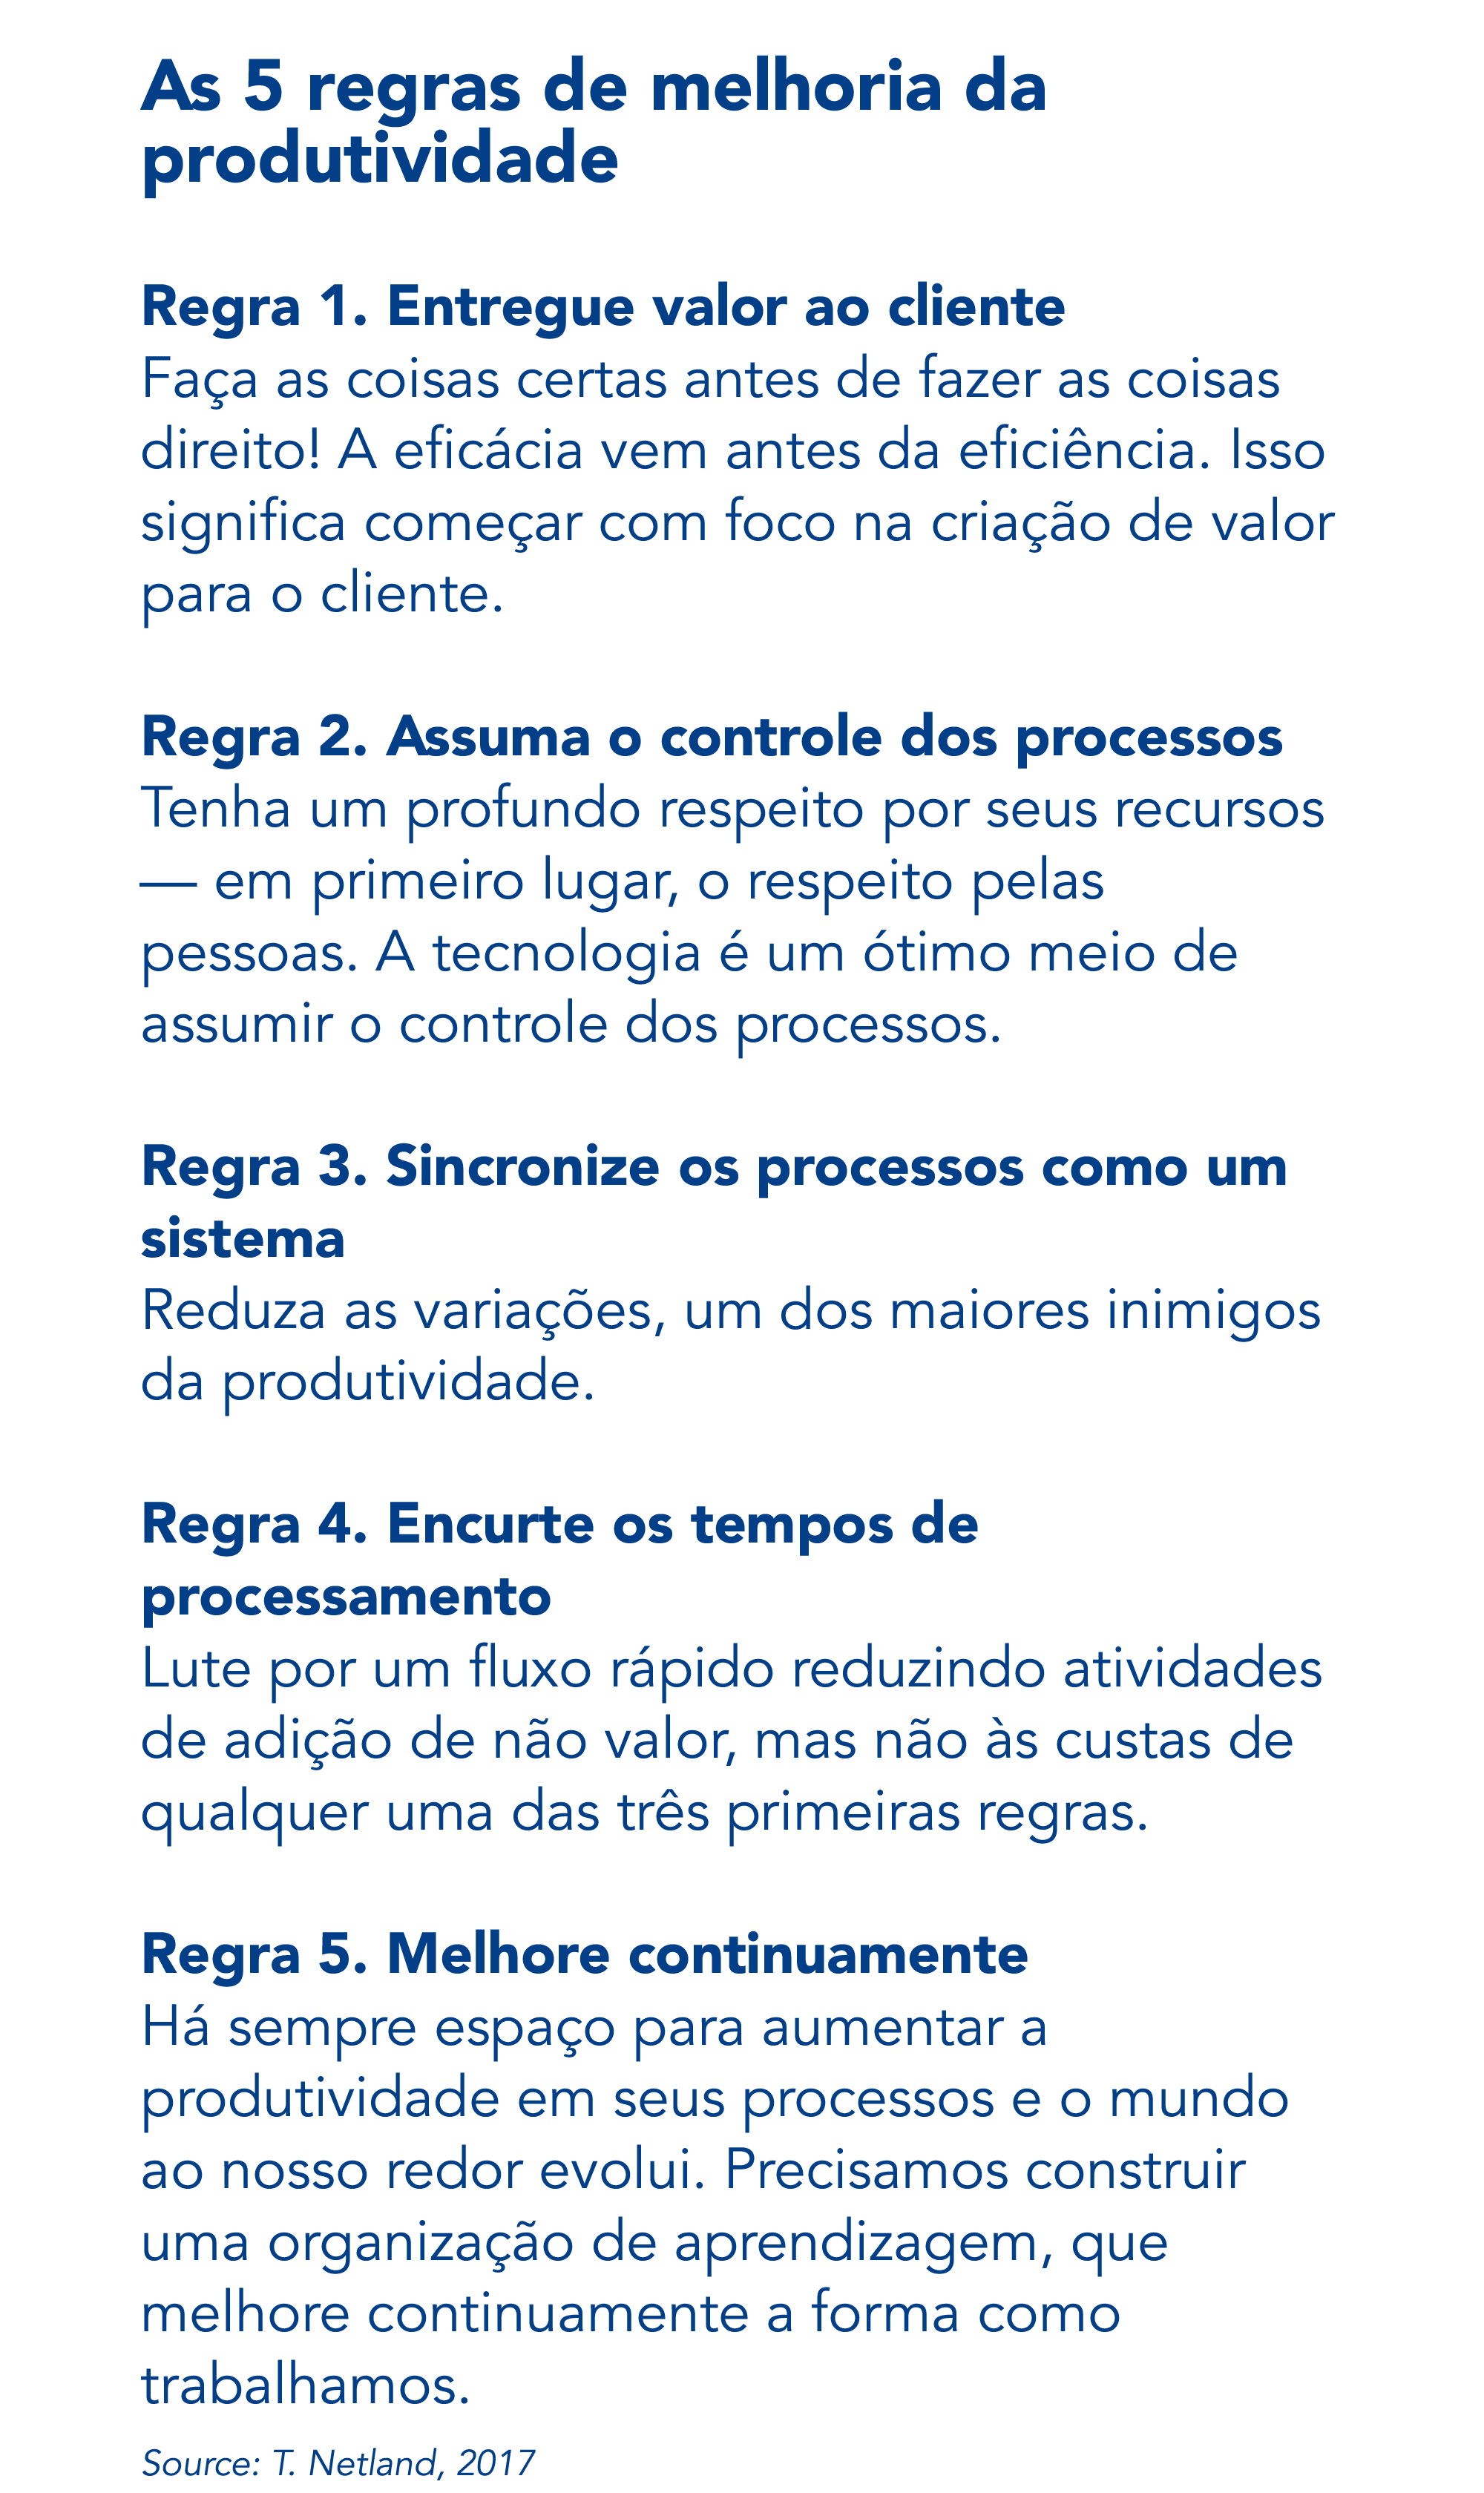 As 5 regras de melhoria da
produtividade
Regra 1. Entregue valor ao cliente
Faça as coisas certas antes de fazer as coisas
direito! A eficácia vem antes da eficiência. Isso
significa começar com foco na criação de valor
para o cliente.
Regra 2. Assuma o controle dos processos
Tenha um profundo respeito por seus recursos
— em primeiro lugar, o respeito pelas
pessoas. A tecnologia é um ótimo meio de
assumir o controle dos processos.
Regra 3. Sincronize os processos como um
sistema
Reduza as variações, um dos maiores inimigos
da produtividade.
Regra 4. Encurte os tempos de
processamento
Lute por um fluxo rápido reduzindo atividades
de adição de não valor, mas não às custas de
qualquer uma das três primeiras regras.
Regra 5. Melhore continuamente
Há sempre espaço para aumentar a
produtividade em seus processos e o mundo
ao nosso redor evolui. Precisamos construir
uma organização de aprendizagem, que
melhore continuamente a forma como
trabalhamos.
Source: T. Netland, 2017